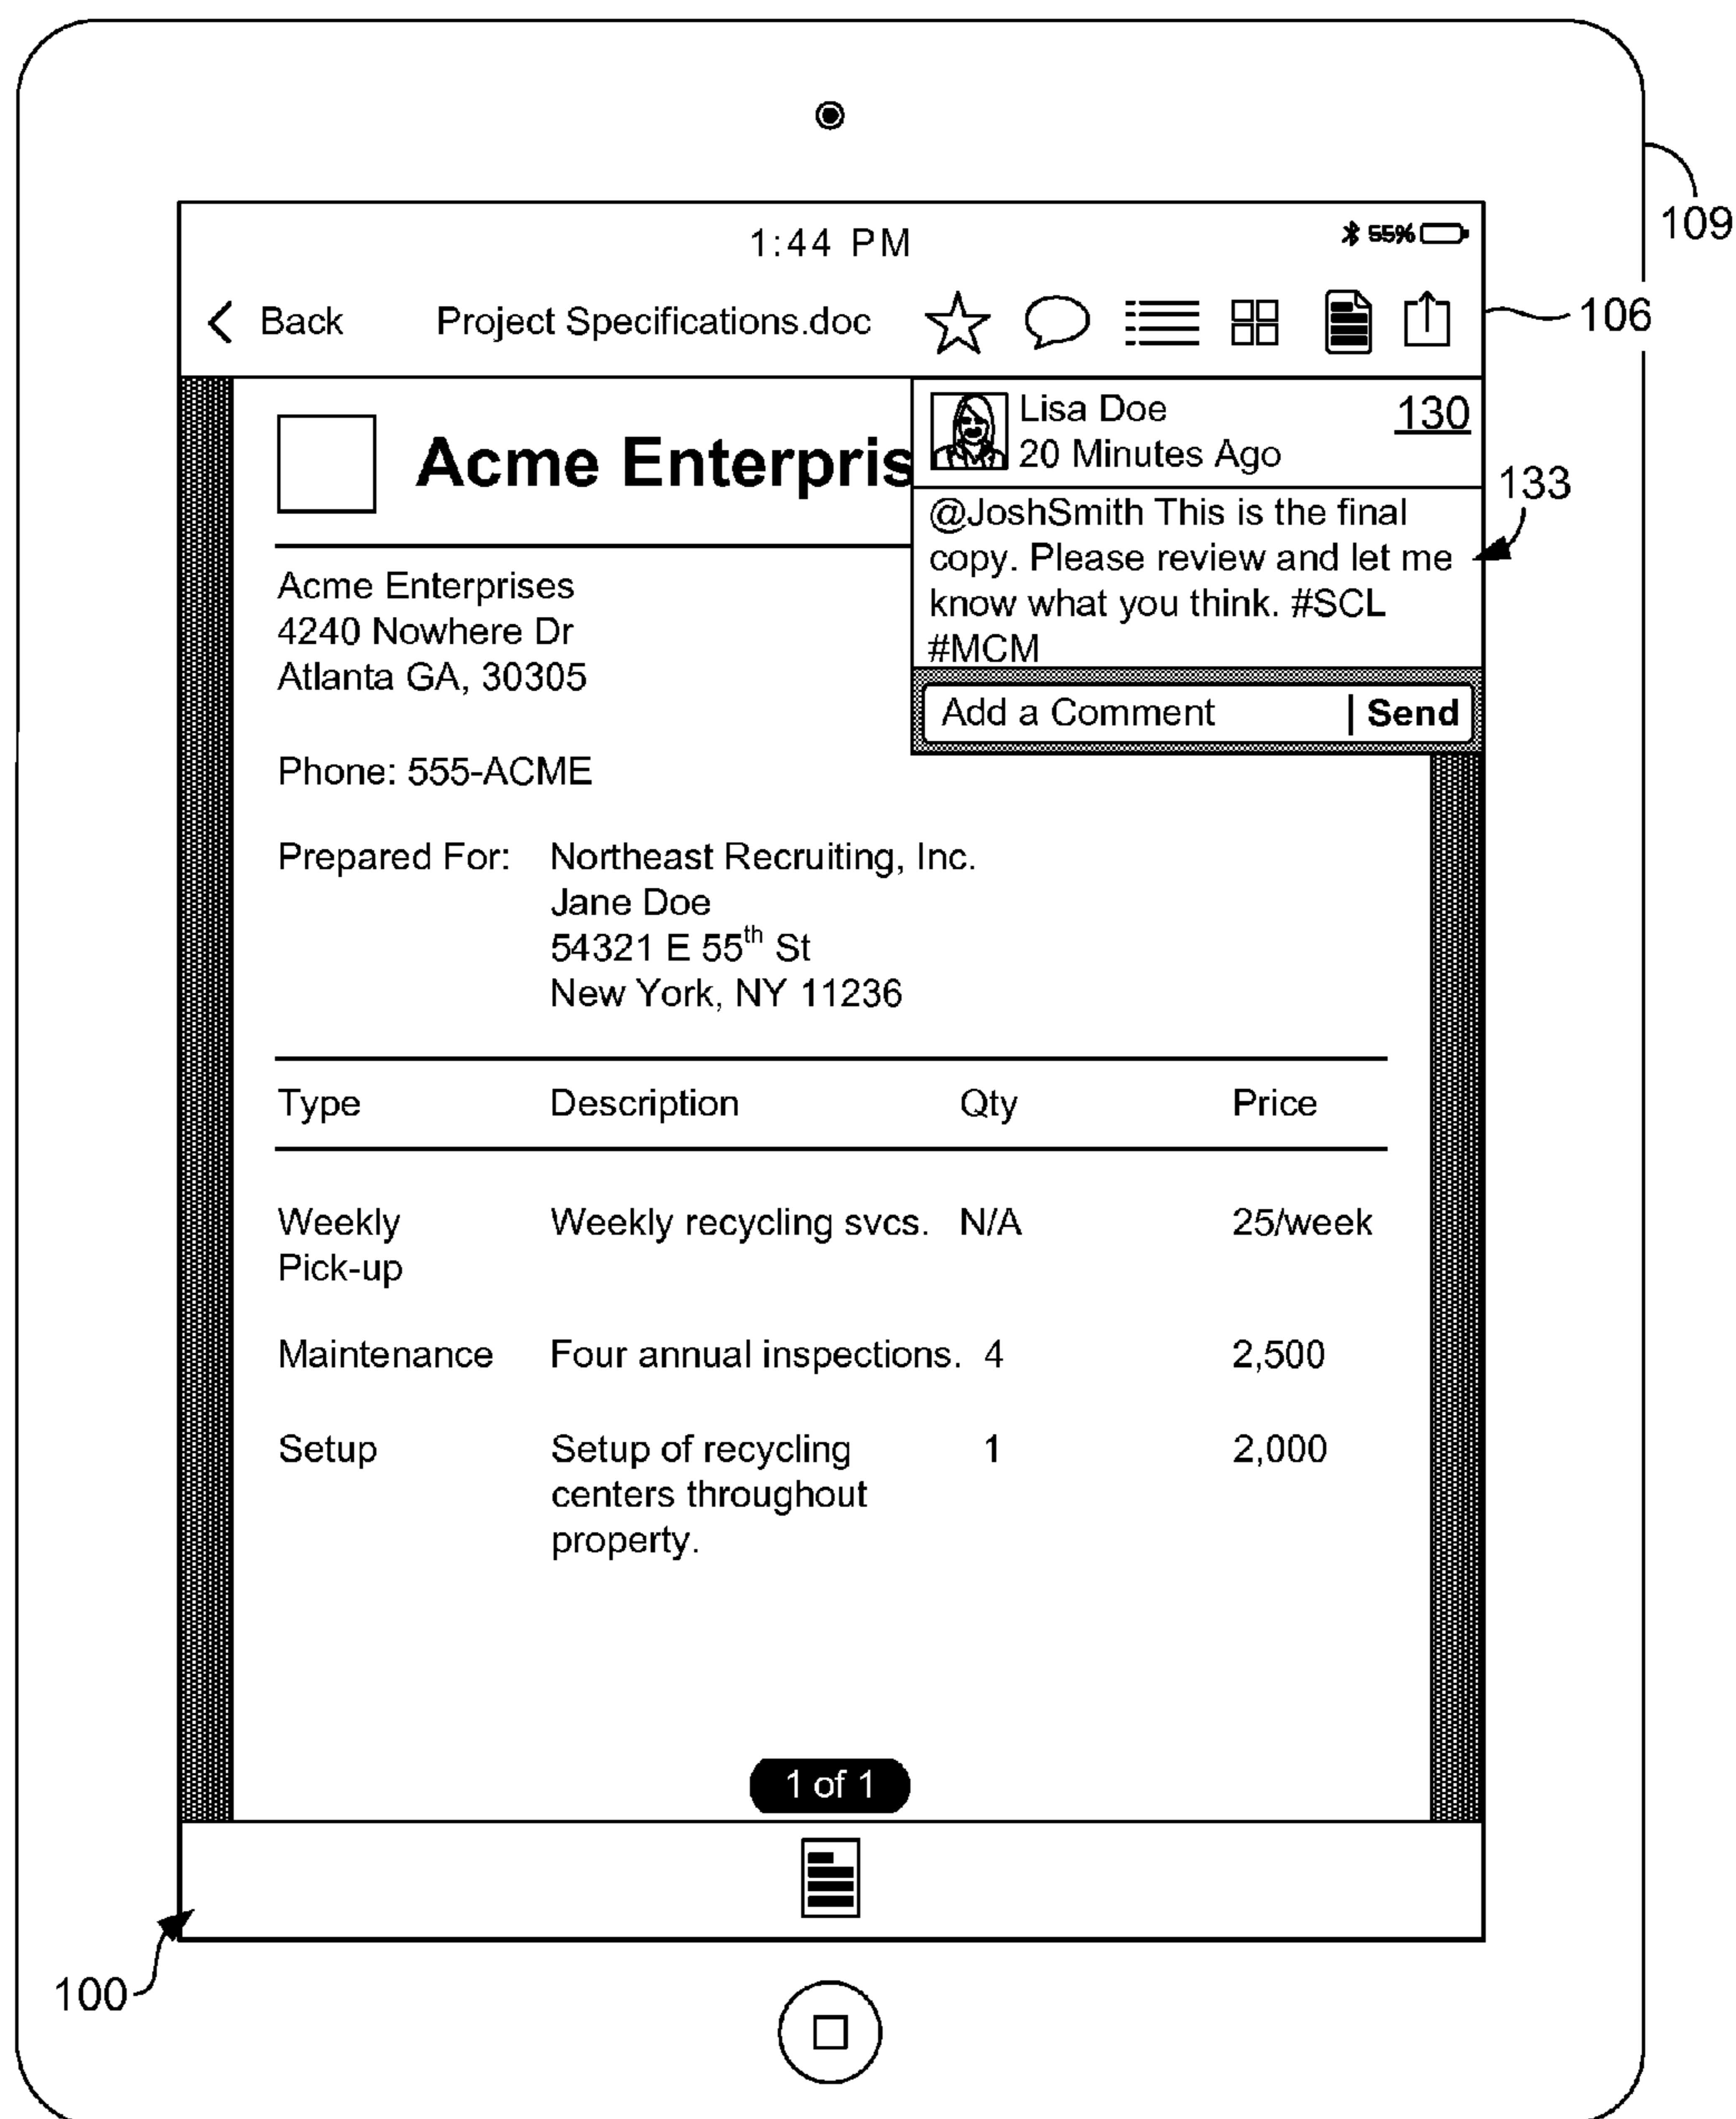 109
1:44 PM
55%
Back Project Specifications.doc
106
Lisa Doe 130
20 Minutes Ago
Acme Enterpris
133
@JoshSmith This is the final
copy. Please review and let me
know what you think. #SCL
#MCM
Add a Comment | Send
Acme Enterprises
4240 Nowhere Dr
Atlanta GA, 30305
Phone: 555-ACME
Prepared For: Northeast Recruiting, Inc.
Jane Doe
54321 E 55th St
New York, NY 11236
Type Description Qty Price
Weekly Weekly recycling svcs. N/A 25/week
Pick-up
Maintenance Four annual inspections. 4 2,500
Setup Setup of recycling 1 2,000
centers throughout
property.
1 of 1
100